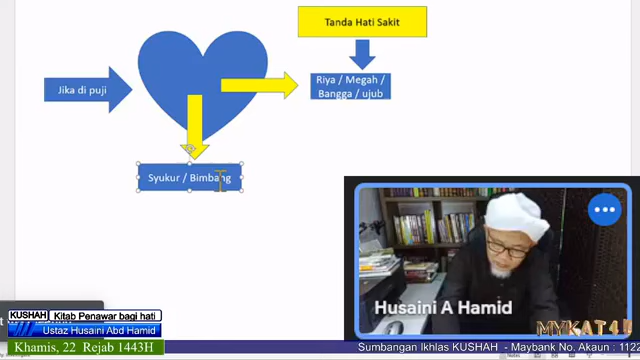 Tanda Hati Sakit
Jika di puji
Riya / Megah /
Bangga / ujub
Syukur / Bimbang
Husaini A Hamid
MYKAT4U
KUSHAH
Kitab Penawar bagi hati
Ustaz Husaini Abd Hamid
Khamis, 22 Rejab 1443H
Sumbangan Ikhlas KUSHAH - Maybank No. Akaun : 1122